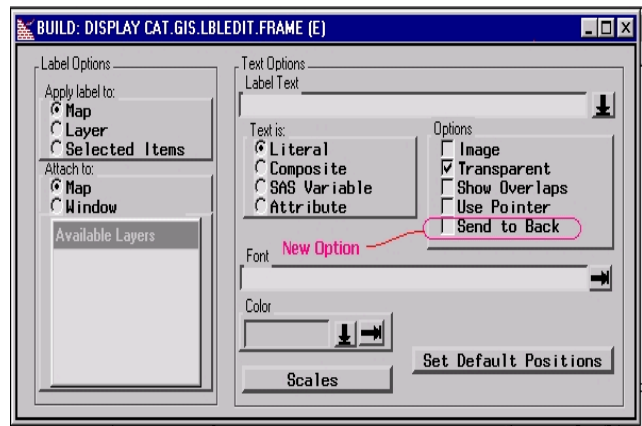 BUILD: DISPLAY CAT.GIS.LBLEDIT.FRAME (E)
Label Options
Apply label to:
Map
Layer
Selected Items
Attach to:
Map
Window
Available Layers
Text Options
Label Text
Text is:
Literal
Composite
SAS Variable
Attribute
Options
Image
Transparent
Show Overlaps
Use Pointer
Send to Back
New Option
Font
Color
Scales
Set Default Positions